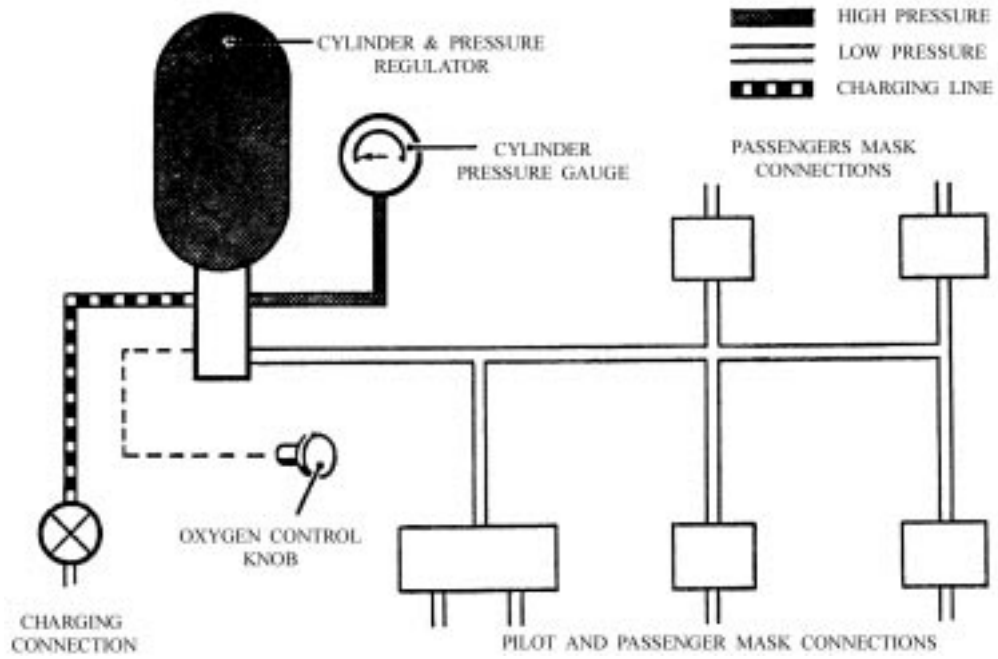 HIGH PRESSURE
CYLINDER & PRESSURE
REGULATOR
LOW PRESSURE
CHARGING LINE
CYLINDER
PRESSURE GAUGE
PASSENGERS MASK
CONNECTIONS
OXYGEN CONTROL
KNOB
CHARGING
CONNECTION
PILOT AND PASSENGER MASK CONNECTIONS